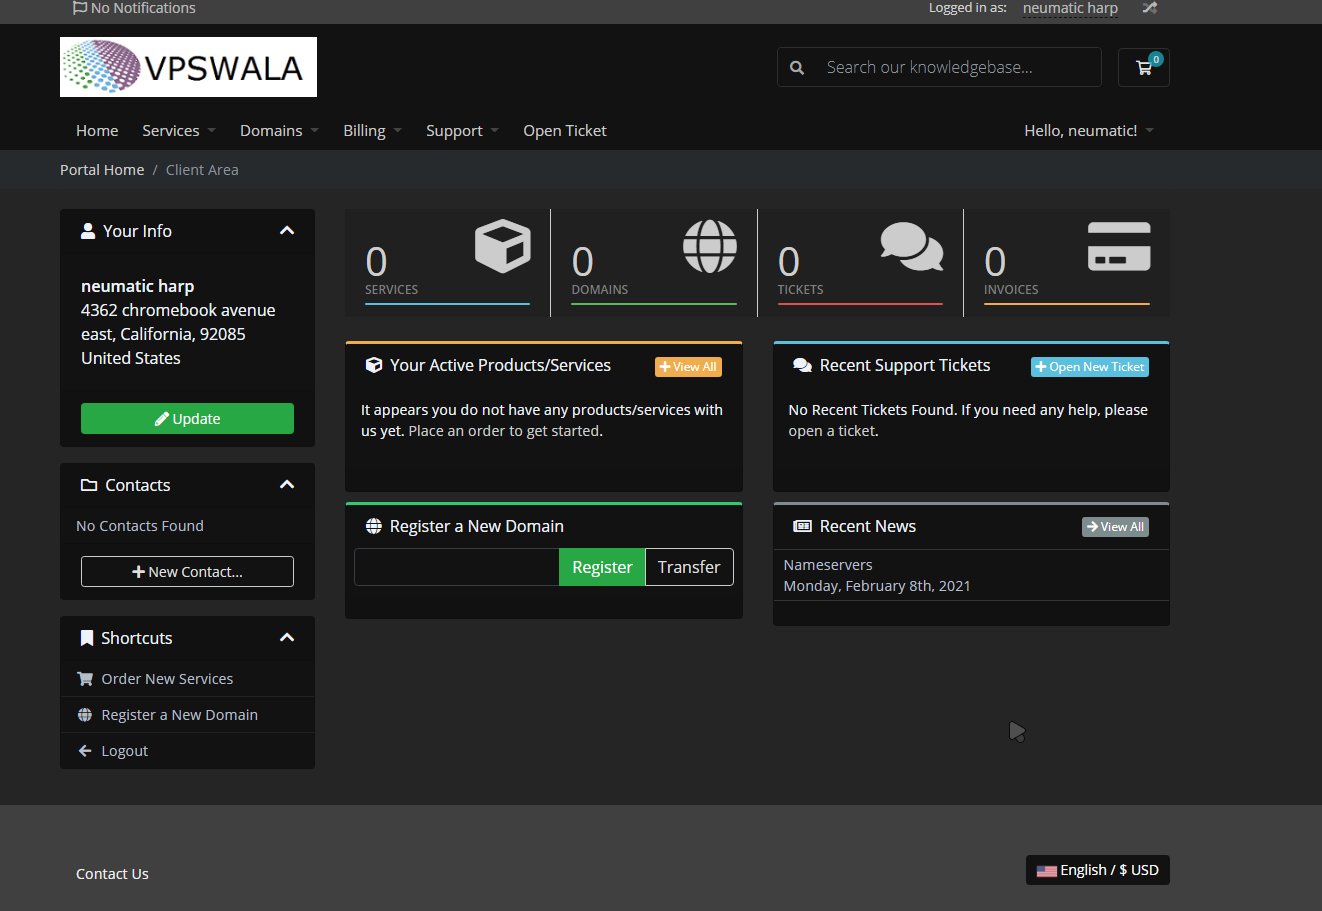 No Notifications
Logged in as: neumatic harp
VPSWALA
Search our knowledgebase...
0
Home Services Domains Billing Support Open Ticket
Hello, neumatic!
Portal Home / Client Area
Your Info
neumatic harp
4362 chromebook avenue
east, California, 92085
United States
Update
Contacts
No Contacts Found
New Contact...
Shortcuts
Order New Services
Register a New Domain
Logout
0
SERVICES
0
DOMAINS
0
TICKETS
0
INVOICES
Your Active Products/Services
View All
It appears you do not have any products/services with
us yet. Place an order to get started.
Recent Support Tickets
Open New Ticket
No Recent Tickets Found. If you need any help, please
open a ticket.
Register a New Domain
Register Transfer
Recent News
View All
Nameservers
Monday, February 8th, 2021
Contact Us
English / $ USD